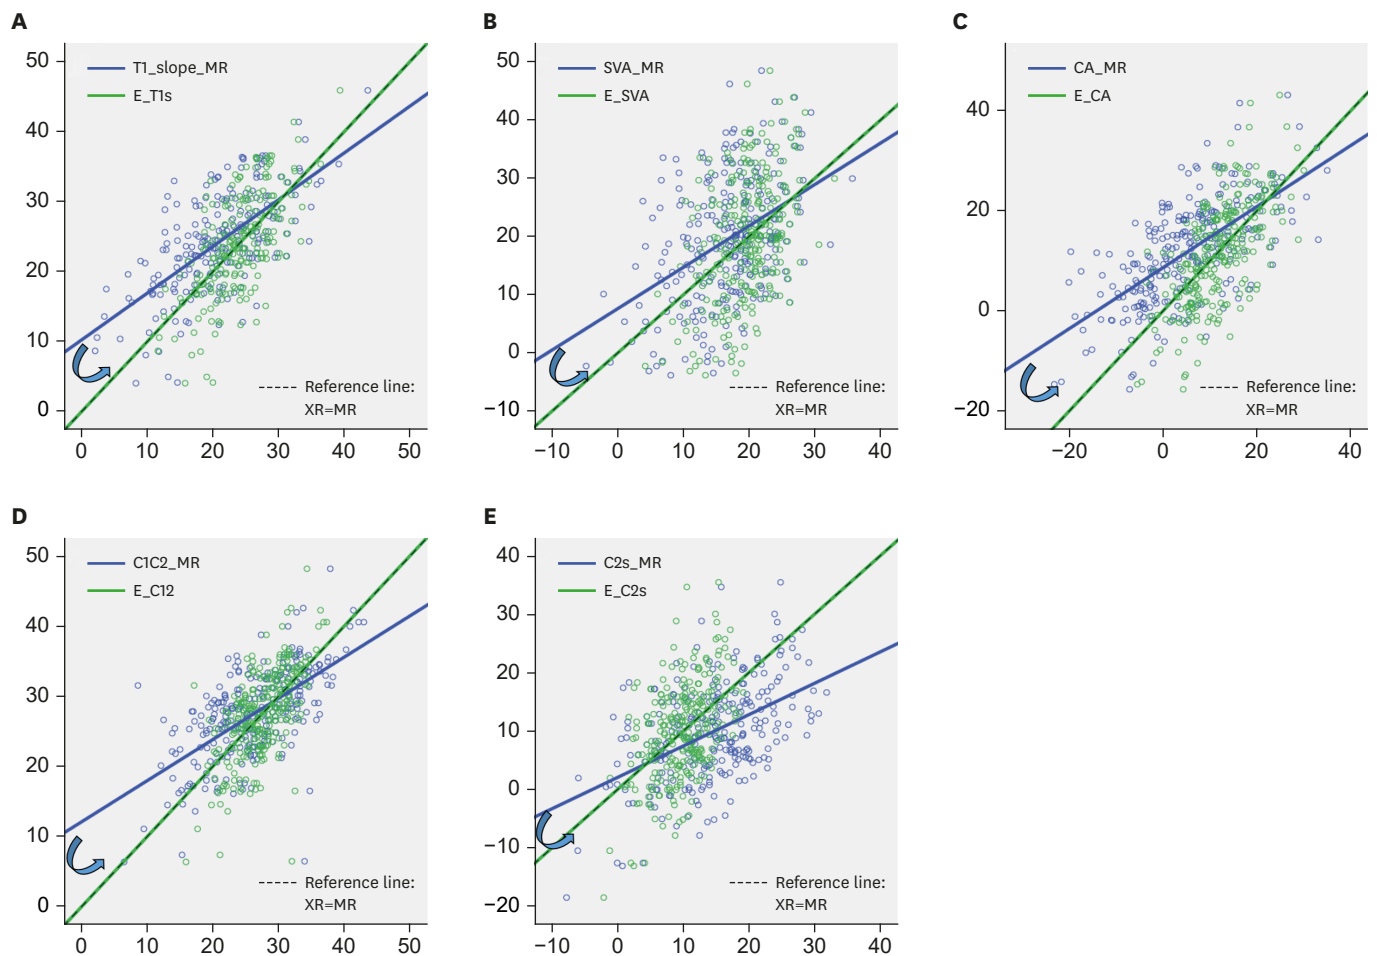 A
T1_slope_MR
E_T1s
50
40
30
20
10
0
0 10 20 30 40 50
Reference line:
XR=MR
B
SVA_MR
E_SVA
50
40
30
20
10
0
−10
−10 0 10 20 30 40
Reference line:
XR=MR
C
CA_MR
E_CA
40
20
0
−20
−20 0 20 40
Reference line:
XR=MR
D
C1C2_MR
E_C12
50
40
30
20
10
0
0 10 20 30 40 50
Reference line:
XR=MR
E
C2s_MR
E_C2s
40
30
20
10
0
−10
−20
−10 0 10 20 30 40
Reference line:
XR=MR